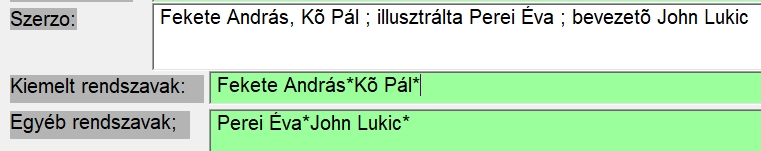 Szerzo: Fekete András, Kõ Pál ; illusztrálta Perei Éva ; bevezetõ John Lukic
Kiemelt rendszavak: Fekete András*Kõ Pál*
Egyéb rendszavak; Perei Éva*John Lukic*